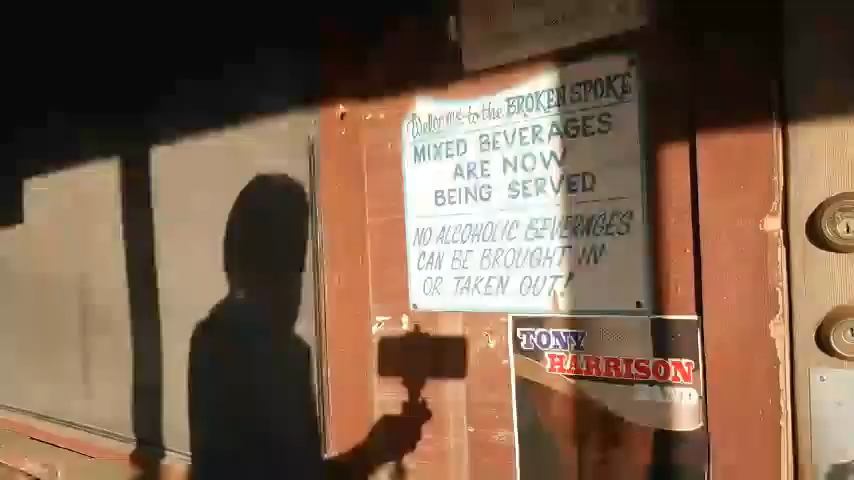 Welcome to the BROKEN SPOKE
MIXED BEVERAGES
ARE NOW
BEING SERVED
NO ALCOHOLIC BEVERAGES
CAN BE BROUGHT IN
OR TAKEN OUT!
TONY
HARRISON
BAND